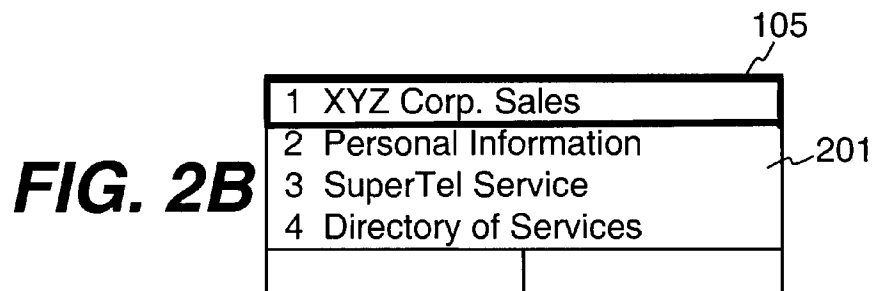 105
1 XYZ Corp. Sales
2 Personal Information
201
3 SuperTel Service
FIG. 2B
4 Directory of Services